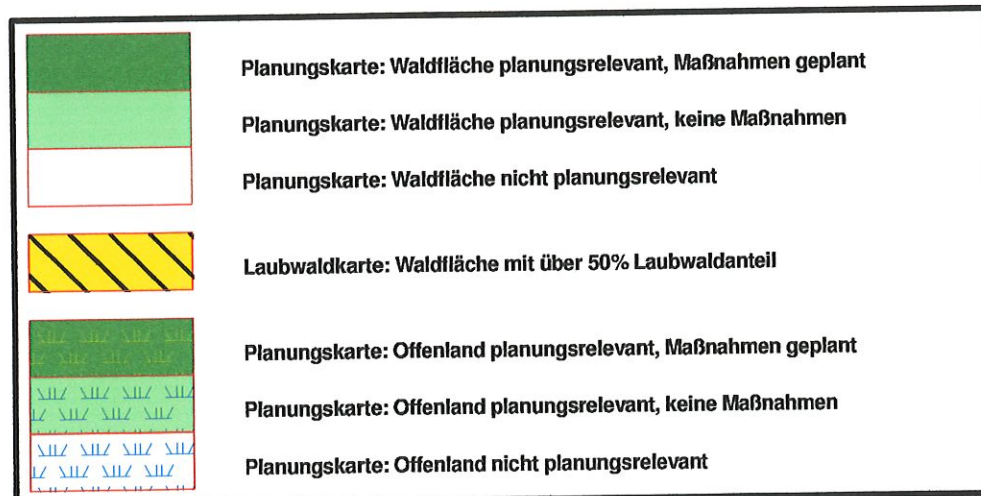 Planungskarte: Waldfläche planungsrelevant, Maßnahmen geplant
Planungskarte: Waldfläche planungsrelevant, keine Maßnahmen
Planungskarte: Waldfläche nicht planungsrelevant
Laubwaldkarte: Waldfläche mit über 50% Laubwaldanteil
Planungskarte: Offenland planungsrelevant, Maßnahmen geplant
Planungskarte: Offenland planungsrelevant, keine Maßnahmen
Planungskarte: Offenland nicht planungsrelevant